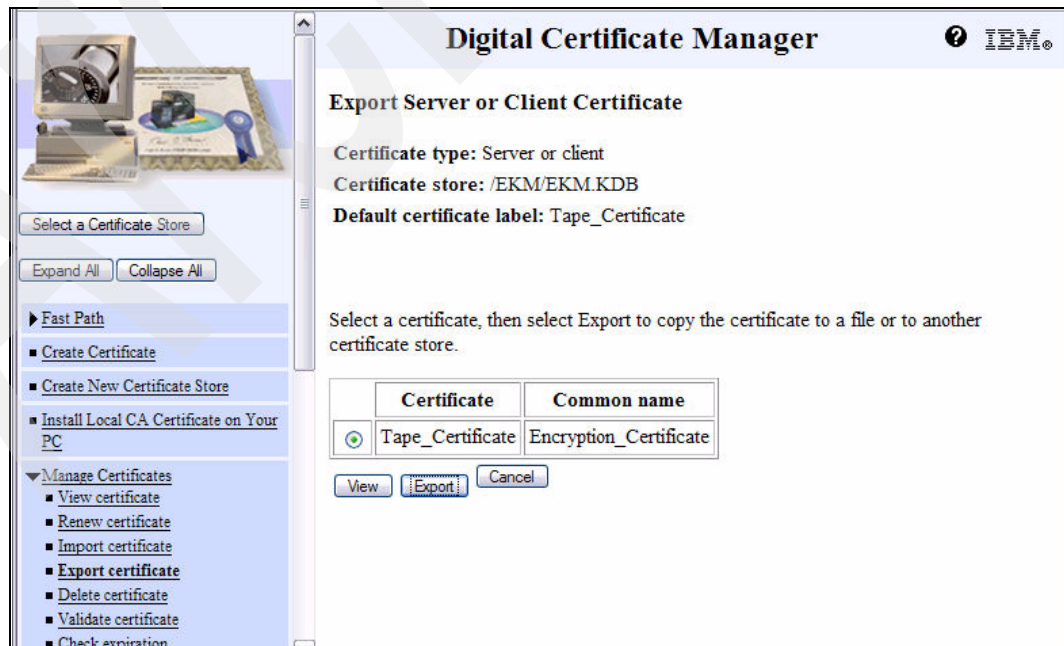 Digital Certificate Manager
? IBM®
Select a Certificate Store
Expand All Collapse All
Fast Path
Create Certificate
Create New Certificate Store
Install Local CA Certificate on Your
PC
Manage Certificates
View certificate
Renew certificate
Import certificate
Export certificate
Delete certificate
Validate certificate
Check expiration
Export Server or Client Certificate
Certificate type: Server or client
Certificate store: /EKM/EKM.KDB
Default certificate label: Tape_Certificate
Select a certificate, then select Export to copy the certificate to a file or to another
certificate store.
Certificate Common name
Tape_Certificate Encryption_Certificate
View Export Cancel